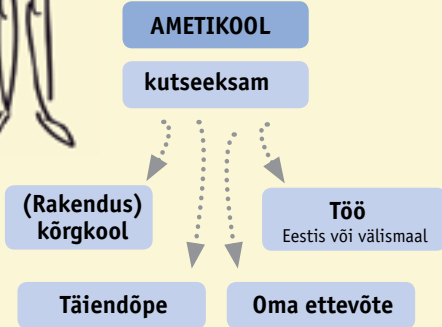 AMETIKOOL
kutseeksam
(Rakendus)
kõrgkool
Töö
Eestis või välismaal
Täiendõpe
Oma ettevõte